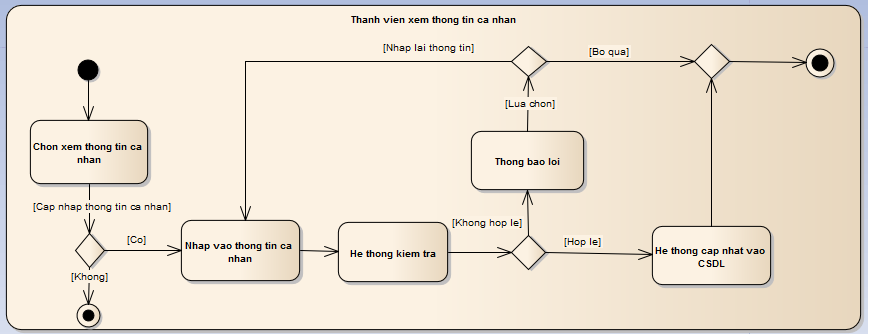 Thanh vien xem thong tin ca nhan
[Nhap lai thong tin]
[Bo qua]
[Lua chon]
Chon xem thong tin ca
nhan
Thong bao loi
[Cap nhap thong tin ca nhan]
[Co]
[Khong]
Nhap vao thong tin ca
nhan
He thong kiem tra
[Khong hop le]
[Hop le]
He thong cap nhat vao
CSDL